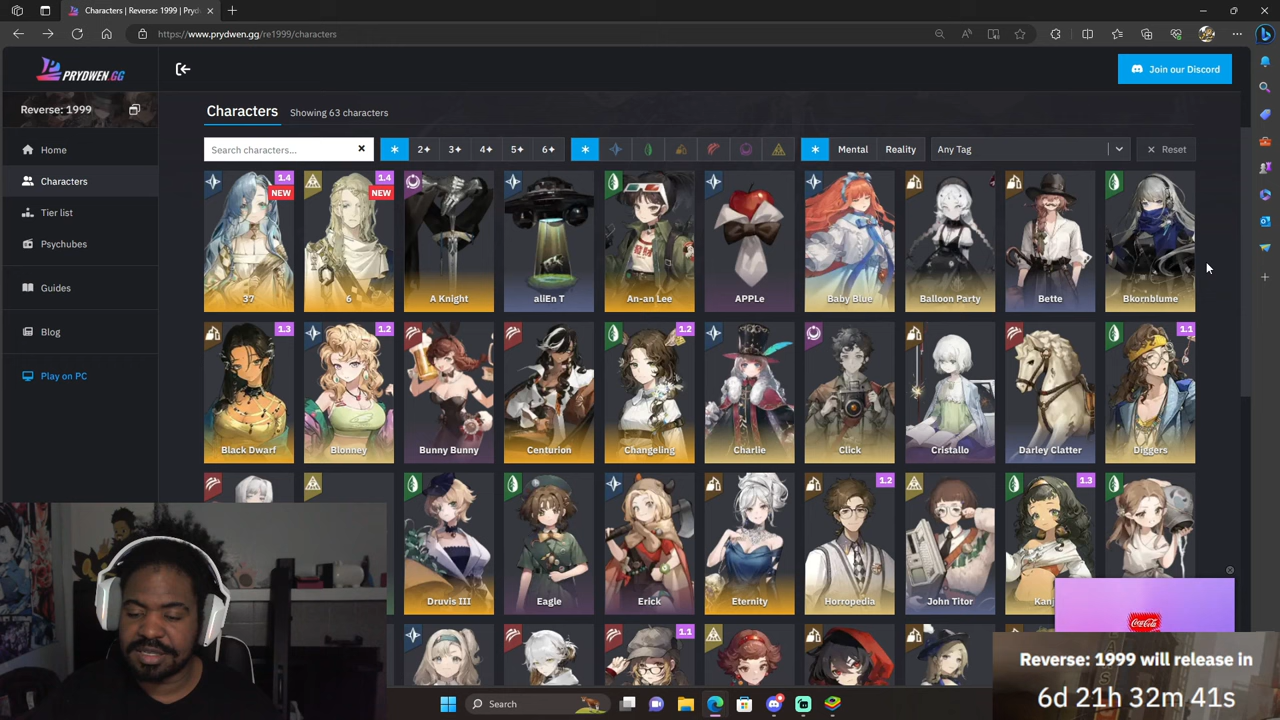 Characters | Reverse: 1999 | Pryd
https://www.prydwen.gg/re1999/characters
PRYDWEN.GG
Join our Discord
Reverse: 1999
Home
Characters
Tier list
Psychubes
Guides
Blog
Play on PC
Characters Showing 63 characters
Search characters... 2 3 4 5 6 Mental Reality Any Tag Reset
1.4 NEW 1.4 NEW
37 6 A Knight aliEn T An-an Lee APPLe Baby Blue Balloon Party Bette Bkornblume
1.3 1.2 1.2 1.1
Black Dwarf Blonney Bunny Bunny Centurion Changeling Charlie Click Cristallo Darley Clatter Diggers
1.2 1.3
Druvis III Eagle Erick Eternity Horropedia John Titor Kanj
1.1
Coca-Cola
Reverse: 1999 will release in
6d 21h 32m 41s
Search